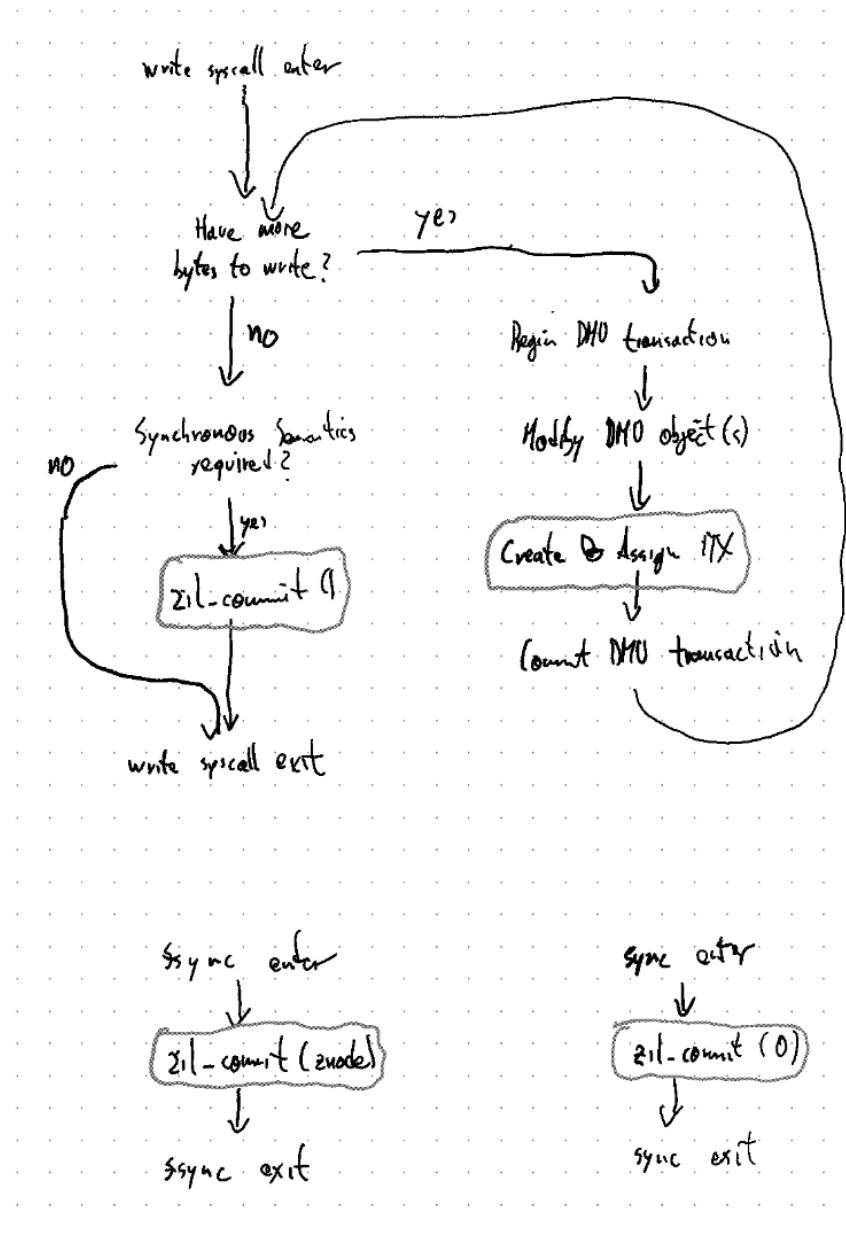 write syscall enter
Have more
bytes to write?
yes
no
Begin DMU transaction
Modify DMU object(s)
Create & Assign ITX
Commit DMU transaction
Synchronous Semantics
required?
no
yes
zil_commit ()
write syscall exit
fsync enter
zil_commit (znode)
fsync exit
sync enter
zil_commit (0)
sync exit